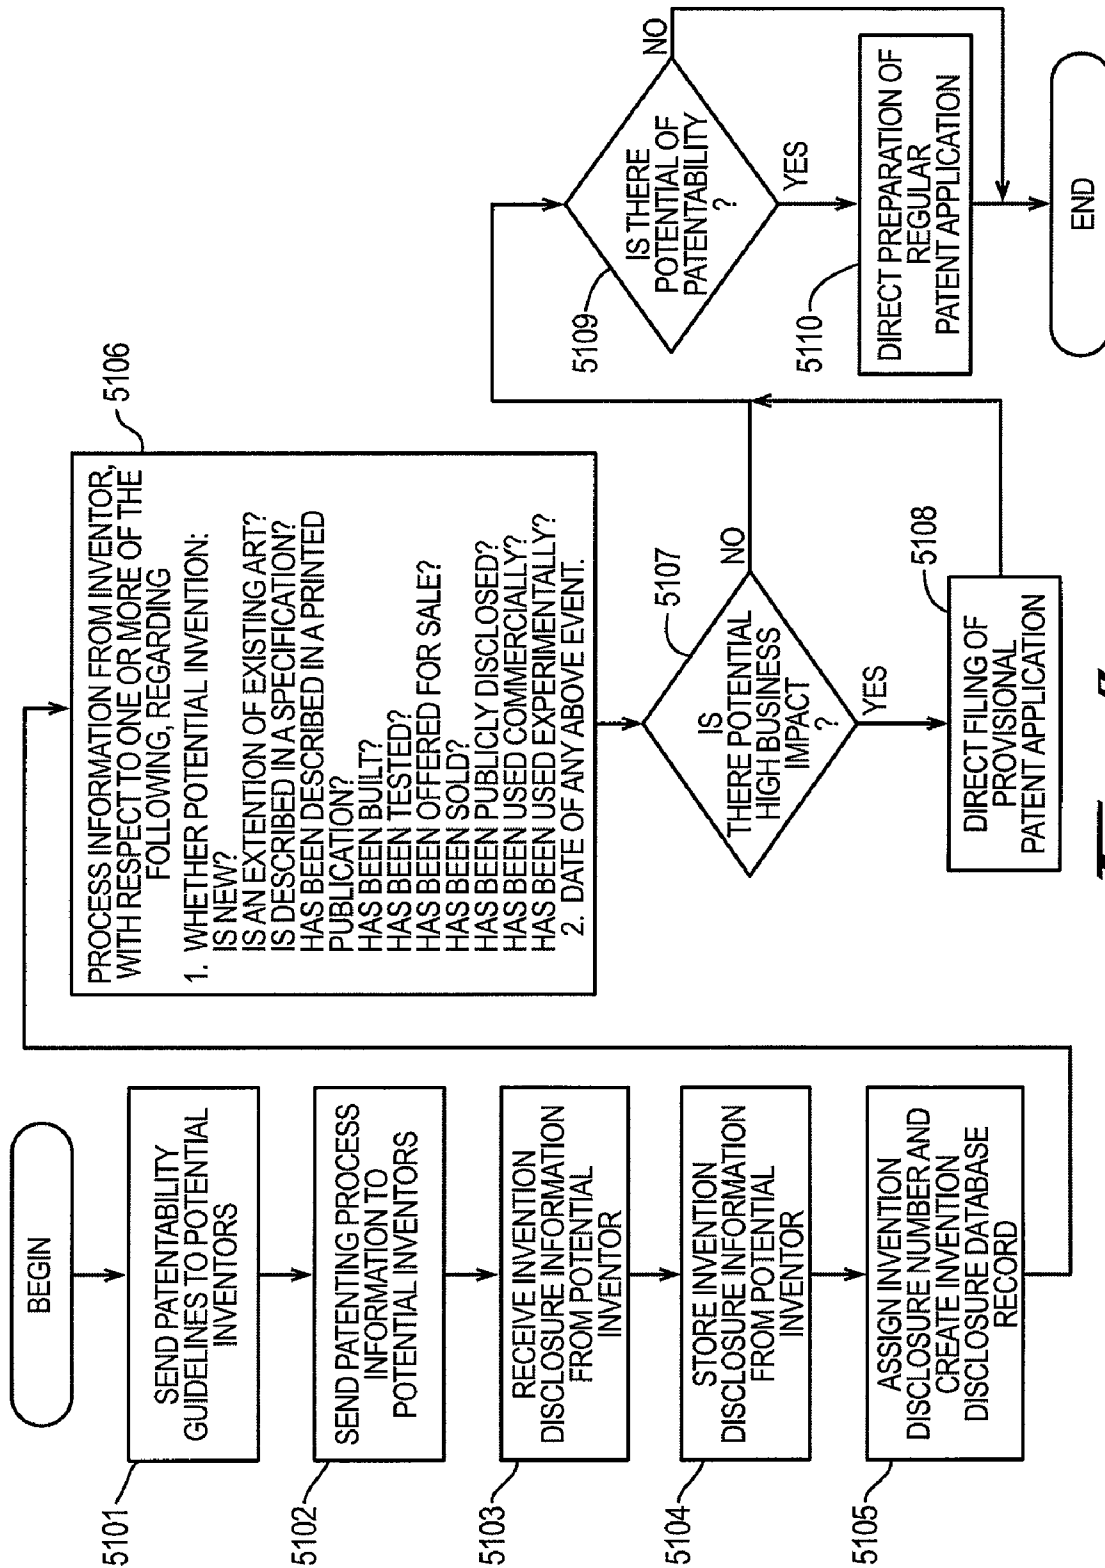 BEGIN
5101
SEND PATENTABILITY
GUIDELINES TO POTENTIAL
INVENTORS
5102
SEND PATENTING PROCESS
INFORMATION TO
POTENTIAL INVENTORS
5103
RECEIVE INVENTION
DISCLOSURE INFORMATION
FROM POTENTIAL
INVENTOR
5104
STORE INVENTION
DISCLOSURE INFORMATION
FROM POTENTIAL
INVENTOR
5105
ASSIGN INVENTION
DISCLOSURE NUMBER AND
CREATE INVENTION
DISCLOSURE DATABASE
RECORD
5106
PROCESS INFORMATION FROM INVENTOR,
WITH RESPECT TO ONE OR MORE OF THE
FOLLOWING, REGARDING
1. WHETHER POTENTIAL INVENTION:
IS NEW?
IS AN EXTENTION OF EXISTING ART?
IS DESCRIBED IN A SPECIFICATION?
HAS BEEN DESCRIBED IN A PRINTED
PUBLICATION?
HAS BEEN BUILT?
HAS BEEN TESTED?
HAS BEEN OFFERED FOR SALE?
HAS BEEN SOLD?
HAS BEEN PUBLICLY DISCLOSED?
HAS BEEN USED COMMERCIALLY?
HAS BEEN USED EXPERIMENTALLY?
2. DATE OF ANY ABOVE EVENT.
5107
IS
THERE POTENTIAL
HIGH BUSINESS
IMPACT
?
NO
YES
5108
DIRECT FILING OF
PROVISIONAL
PATENT APPLICATION
5109
IS THERE
POTENTIAL OF
PATENTABILITY
?
NO
YES
5110
DIRECT PREPARATION OF
REGULAR
PATENT APPLICATION
END